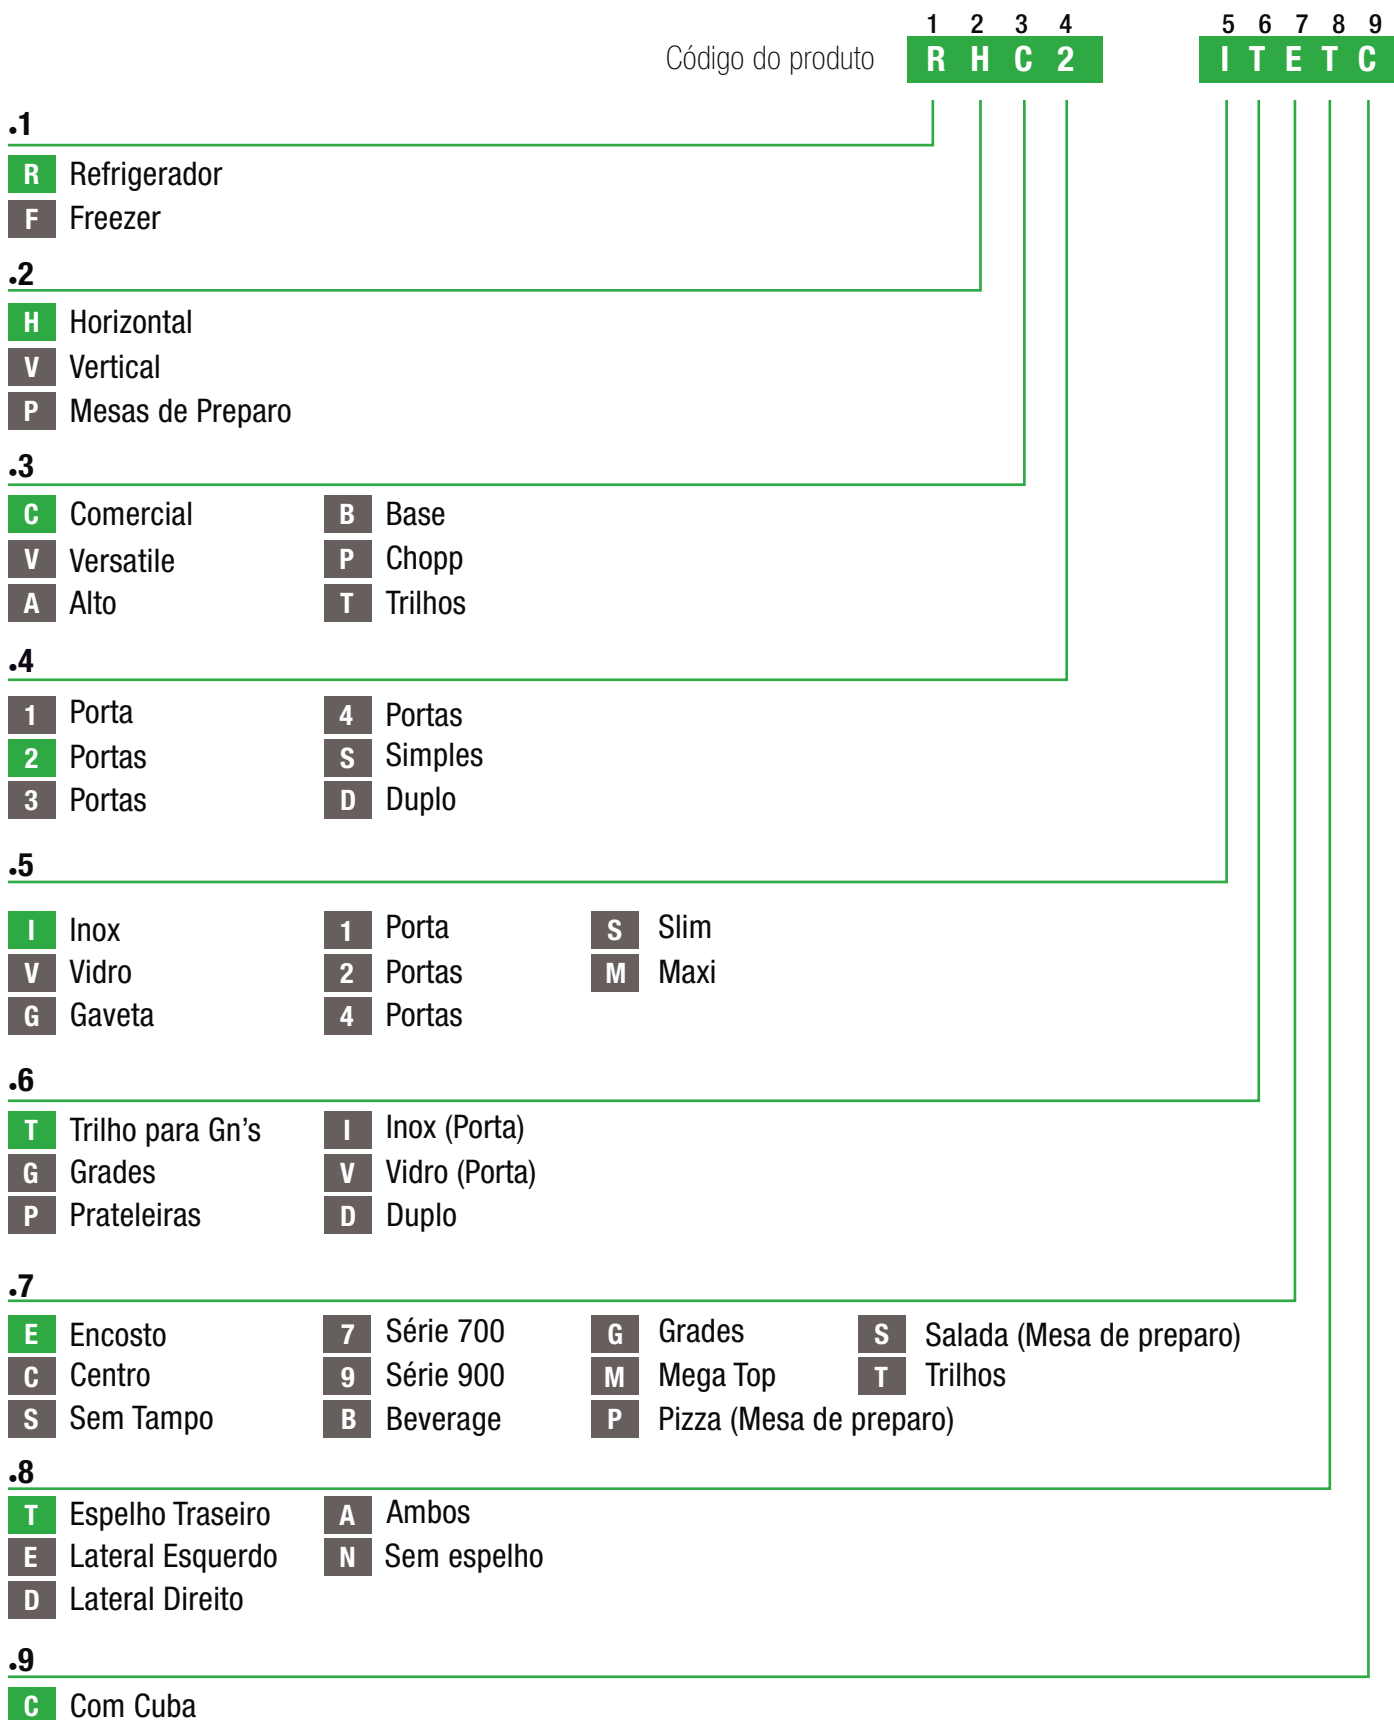 1 2 3 4 5 6 7 8 9
Código do produto R H C 2 I T E T C
.1
R Refrigerador
F Freezer
.2
H Horizontal
V Vertical
P Mesas de Preparo
.3
C Comercial B Base
V Versatile P Chopp
A Alto T Trilhos
.4
1 Porta 4 Portas
2 Portas S Simples
3 Portas D Duplo
.5
I Inox 1 Porta S Slim
V Vidro 2 Portas M Maxi
G Gaveta 4 Portas
.6
T Trilho para Gn’s I Inox (Porta)
G Grades V Vidro (Porta)
P Prateleiras D Duplo
.7
E Encosto 7 Série 700 G Grades S Salada (Mesa de preparo)
C Centro 9 Série 900 M Mega Top T Trilhos
S Sem Tampo B Beverage P Pizza (Mesa de preparo)
.8
T Espelho Traseiro A Ambos
E Lateral Esquerdo N Sem espelho
D Lateral Direito
.9
C Com Cuba